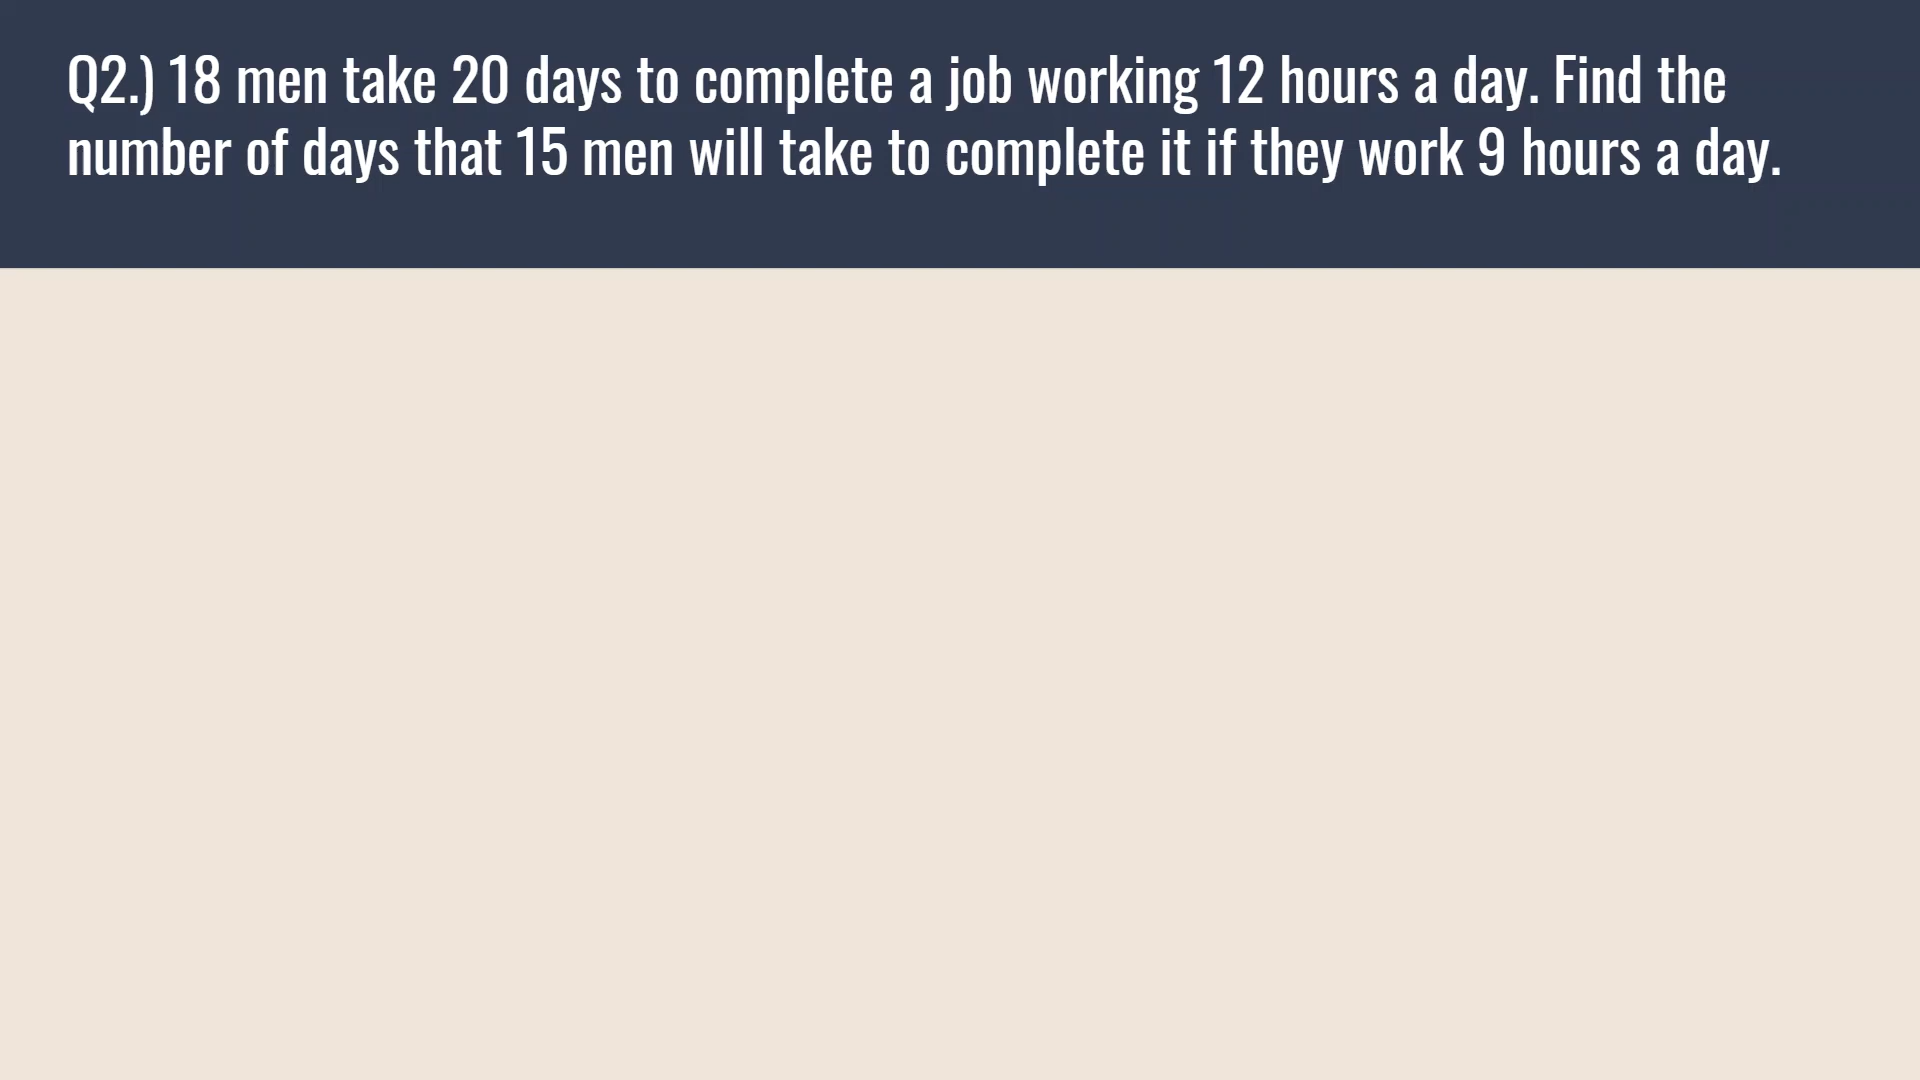 Q2.) 18 men take 20 days to complete a job working 12 hours a day. Find the
number of days that 15 men will take to complete it if they work 9 hours a day.